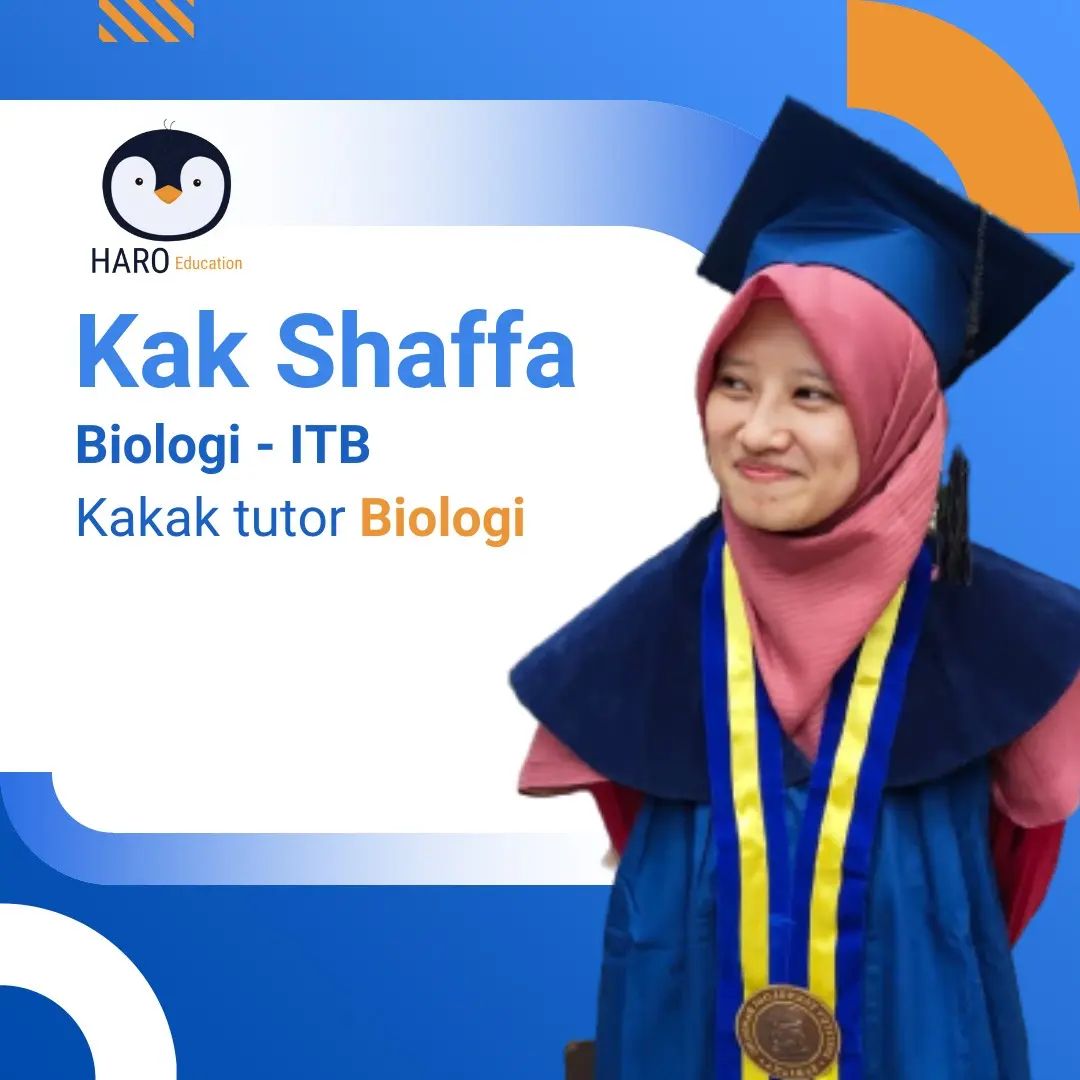 HARO Education
Kak Shaffa
Biologi - ITB
Kakak tutor Biologi